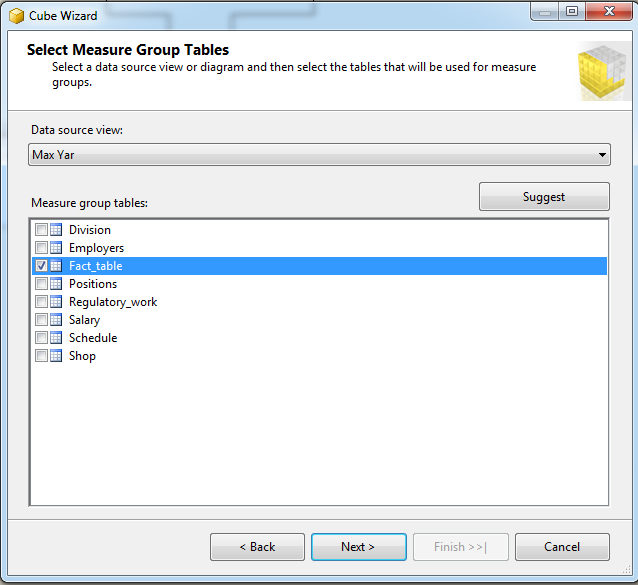 Cube Wizard
Select Measure Group Tables
Select a data source view or diagram and then select the tables that will be used for measure
groups.
Data source view:
Max Yar
Measure group tables:
Suggest
Division
Employers
Fact_table
Positions
Regulatory_work
Salary
Schedule
Shop
< Back
Next >
Finish >>|
Cancel